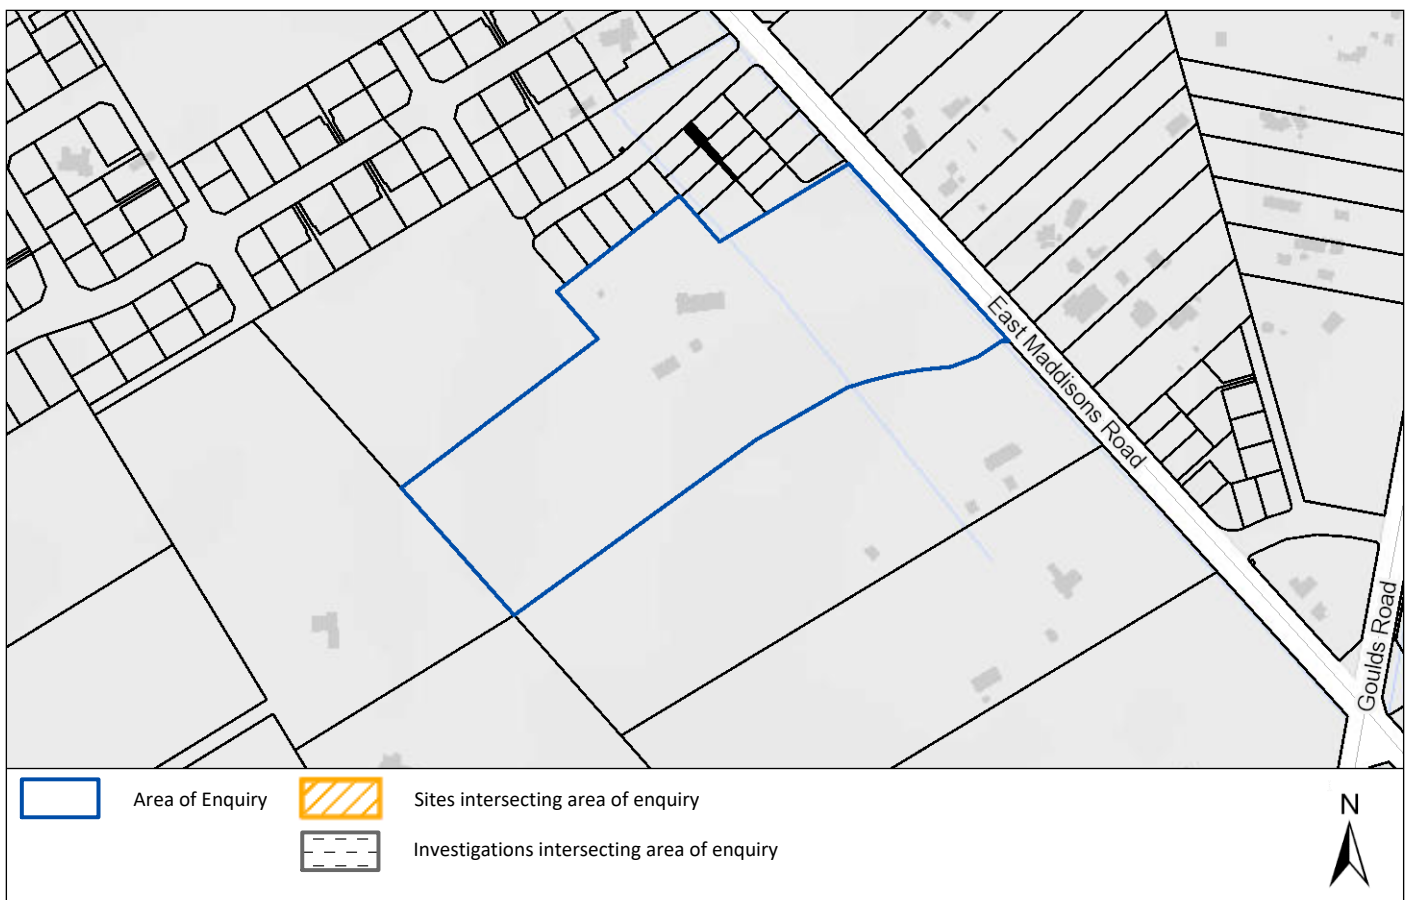 East Maddisons Road
Goulds Road
Area of Enquiry
Sites intersecting area of enquiry
Investigations intersecting area of enquiry
N